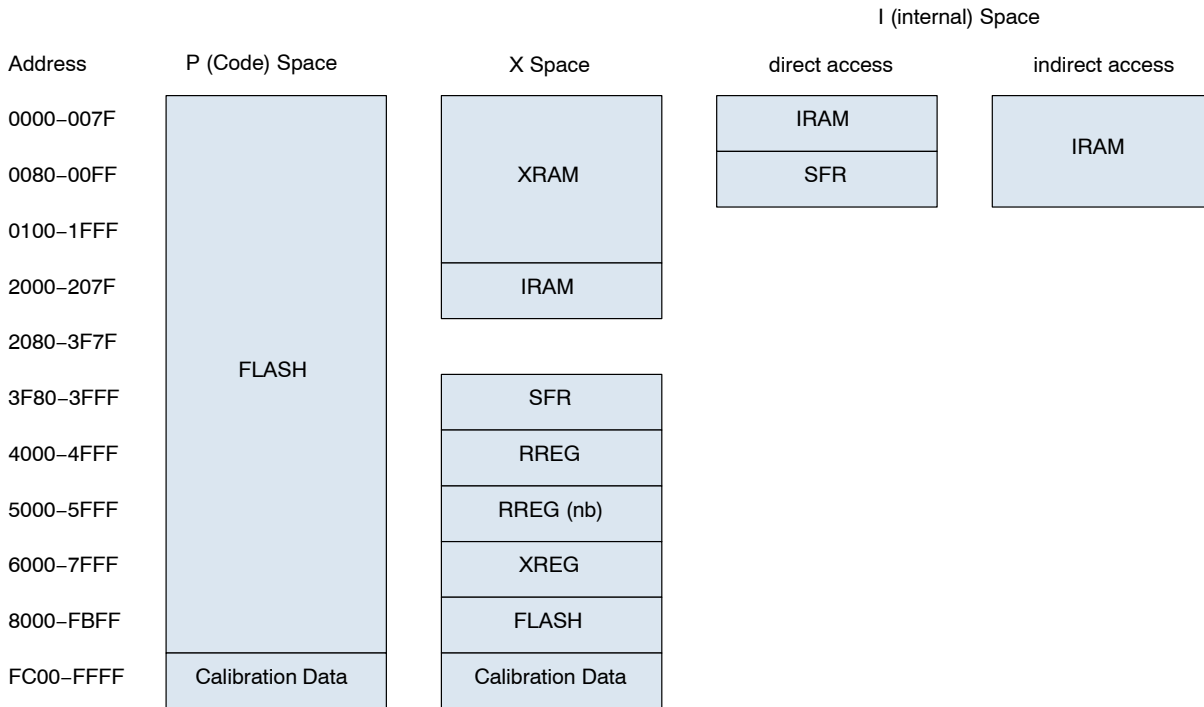 I (internal) Space
Address P (Code) Space X Space direct access indirect access
0000−007F IRAM
IRAM
0080−00FF XRAM SFR
0100−1FFF
2000−207F IRAM
2080−3F7F
FLASH
3F80−3FFF SFR
4000−4FFF RREG
5000−5FFF RREG (nb)
6000−7FFF XREG
8000−FBFF FLASH
FC00−FFFF Calibration Data Calibration Data